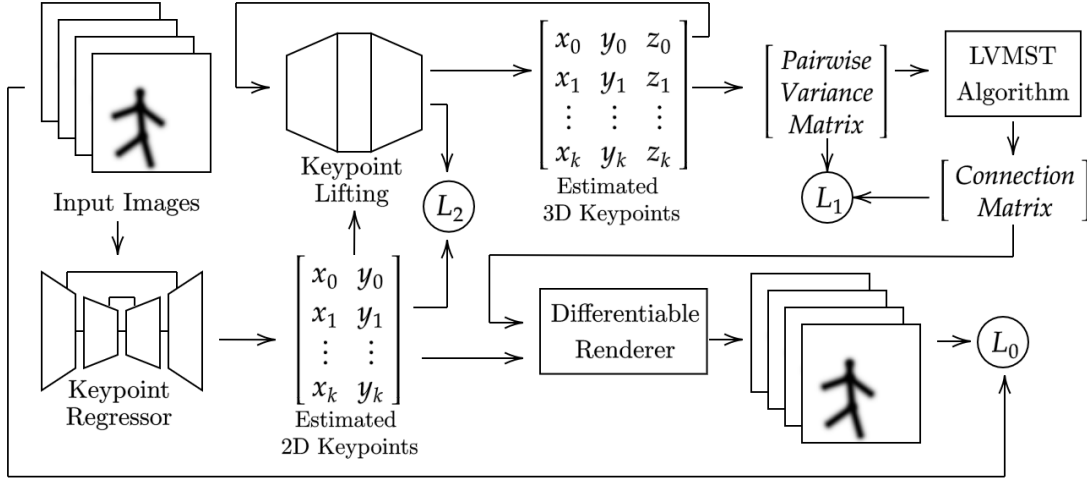 Input Images
Keypoint
Regressor
x₀ y₀
x₁ y₁
⋮ ⋮
xₖ yₖ
Estimated
2D Keypoints
Keypoint
Lifting
L₂
x₀ y₀ z₀
x₁ y₁ z₁
⋮ ⋮ ⋮
xₖ yₖ zₖ
Estimated
3D Keypoints
Pairwise
Variance
Matrix
LVMST
Algorithm
Connection
Matrix
L₁
Differentiable
Renderer
L₀